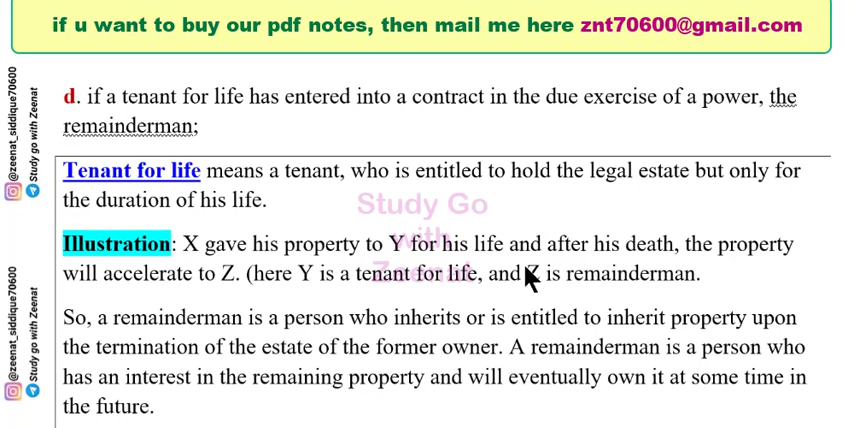 if u want to buy our pdf notes, then mail me here znt70600@gmail.com
@zeenat_siddique70600
Study go with Zeenat
d. if a tenant for life has entered into a contract in the due exercise of a power, the
remainderman;
Tenant for life means a tenant, who is entitled to hold the legal estate but only for
the duration of his life.
Study Go
with
Zeenat
Illustration: X gave his property to Y for his life and after his death, the property
will accelerate to Z. (here Y is a tenant for life, and Z is remainderman.
@zeenat_siddique70600
Study go with Zeenat
So, a remainderman is a person who inherits or is entitled to inherit property upon
the termination of the estate of the former owner. A remainderman is a person who
has an interest in the remaining property and will eventually own it at some time in
the future.